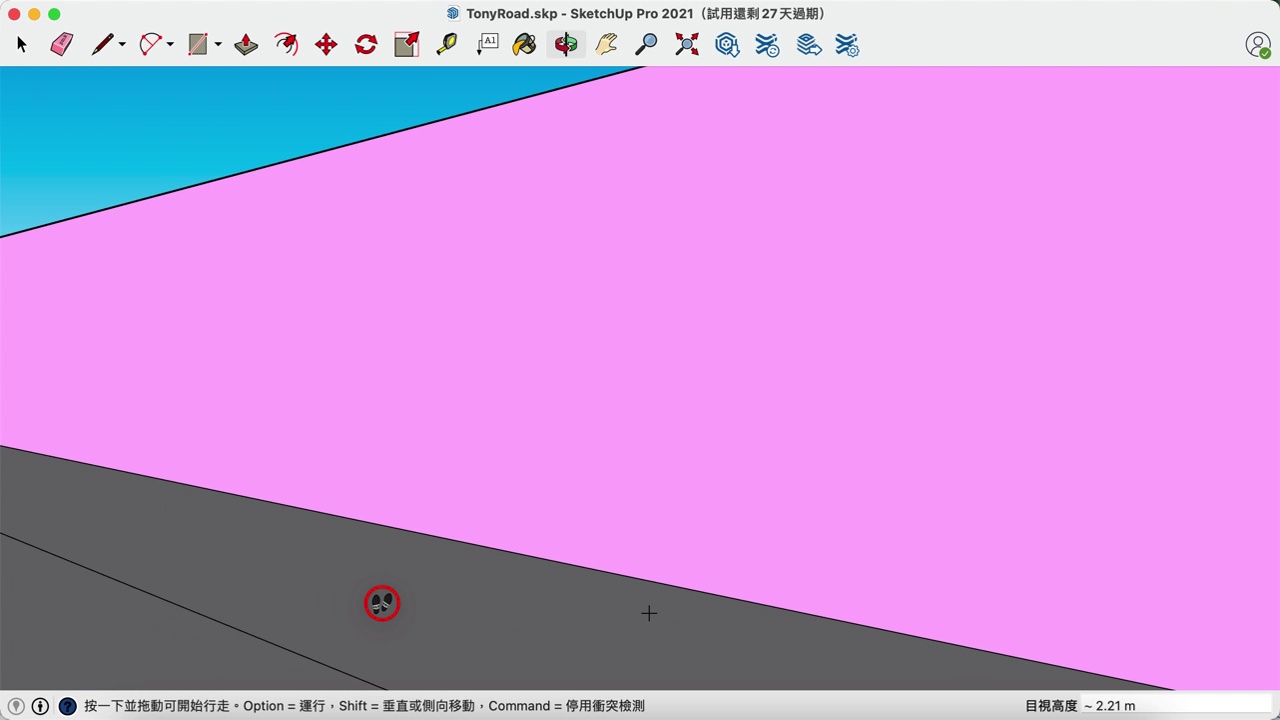 TonyRoad.skp - SketchUp Pro 2021（試用還剩 27 天過期）
A1
按一下並拖動可開始行走。Option = 運行，Shift = 垂直或側向移動，Command = 停用衝突檢測
目視高度 ~ 2.21 m